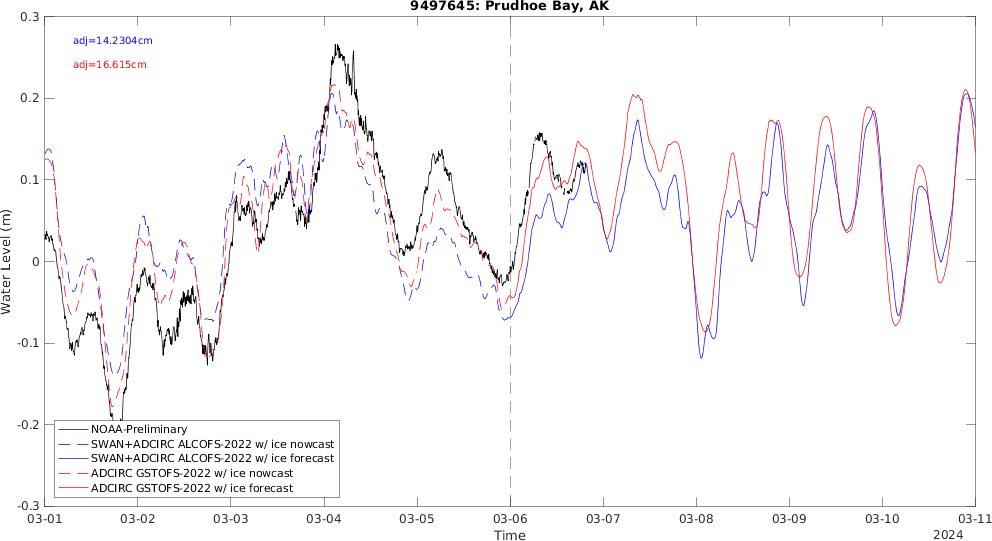 9497645: Prudhoe Bay, AK
adj=14.2304cm
adj=16.615cm
0.3
0.2
0.1
0
-0.1
-0.2
-0.3
Water Level (m)
NOAA-Preliminary
SWAN+ADCIRC ALCOFS-2022 w/ ice nowcast
SWAN+ADCIRC ALCOFS-2022 w/ ice forecast
ADCIRC GSTOFS-2022 w/ ice nowcast
ADCIRC GSTOFS-2022 w/ ice forecast
03-01 03-02 03-03 03-04 03-05 03-06 03-07 03-08 03-09 03-10 03-11
Time
2024